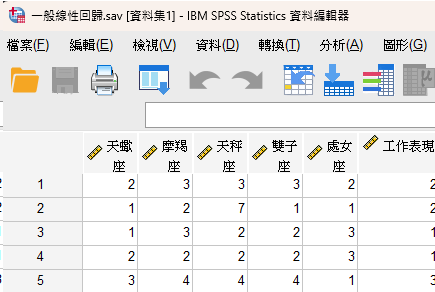 一般線性回歸.sav [資料集1] - IBM SPSS Statistics 資料編輯器
檔案(F) 編輯(E) 檢視(V) 資料(D) 轉換(T) 分析(A) 圖形(G)
天蠍座 摩羯座 天秤座 雙子座 處女座 工作表現
1 2 3 3 3 2 2
2 1 2 7 1 1
3 1 3 2 2 3 1
4 2 2 2 2 3 1
5 3 4 4 4 1 3